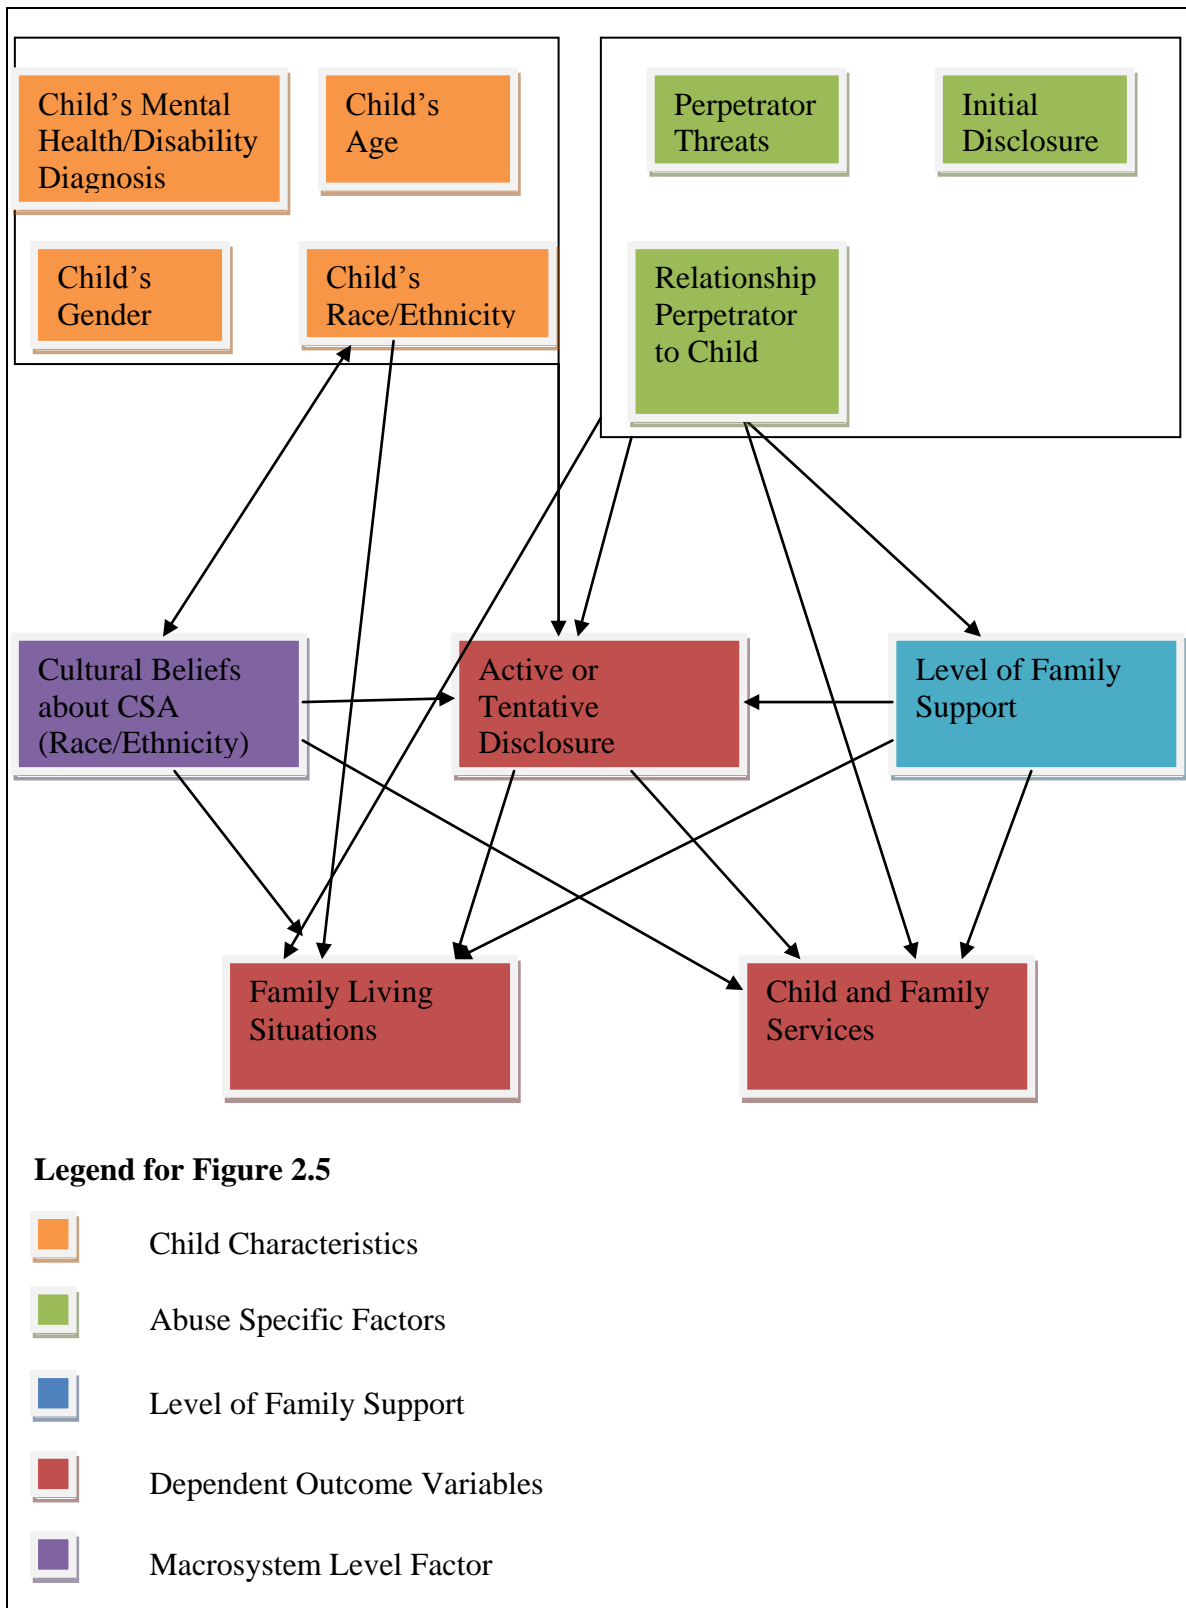 Child’s Mental
Health/Disability
Diagnosis
Child’s
Age
Perpetrator
Threats
Initial
Disclosure
Child’s
Gender
Child’s
Race/Ethnicity
Relationship
Perpetrator
to Child
Cultural Beliefs
about CSA
(Race/Ethnicity)
Active or
Tentative
Disclosure
Level of Family
Support
Family Living
Situations
Child and Family
Services
Legend for Figure 2.5
Child Characteristics
Abuse Specific Factors
Level of Family Support
Dependent Outcome Variables
Macrosystem Level Factor